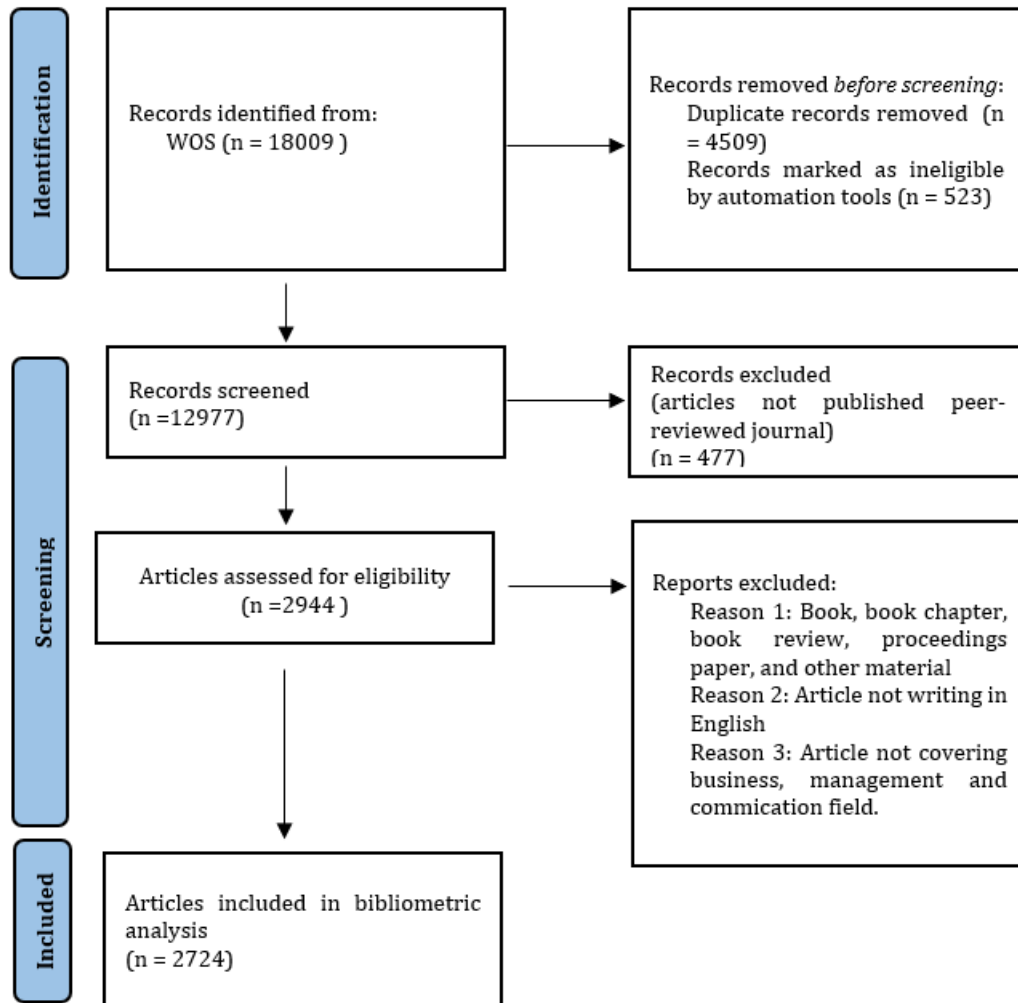 Identification
Records identified from:
WOS (n = 18009 )
Records removed before screening:
Duplicate records removed (n
= 4509)
Records marked as ineligible
by automation tools (n = 523)
Screening
Records screened
(n =12977)
Records excluded
(articles not published peer-
reviewed journal)
(n = 477)
Articles assessed for eligibility
(n =2944 )
Reports excluded:
Reason 1: Book, book chapter,
book review, proceedings
paper, and other material
Reason 2: Article not writing in
English
Reason 3: Article not covering
business, management and
commication field.
Included
Articles included in bibliometric
analysis
(n = 2724)